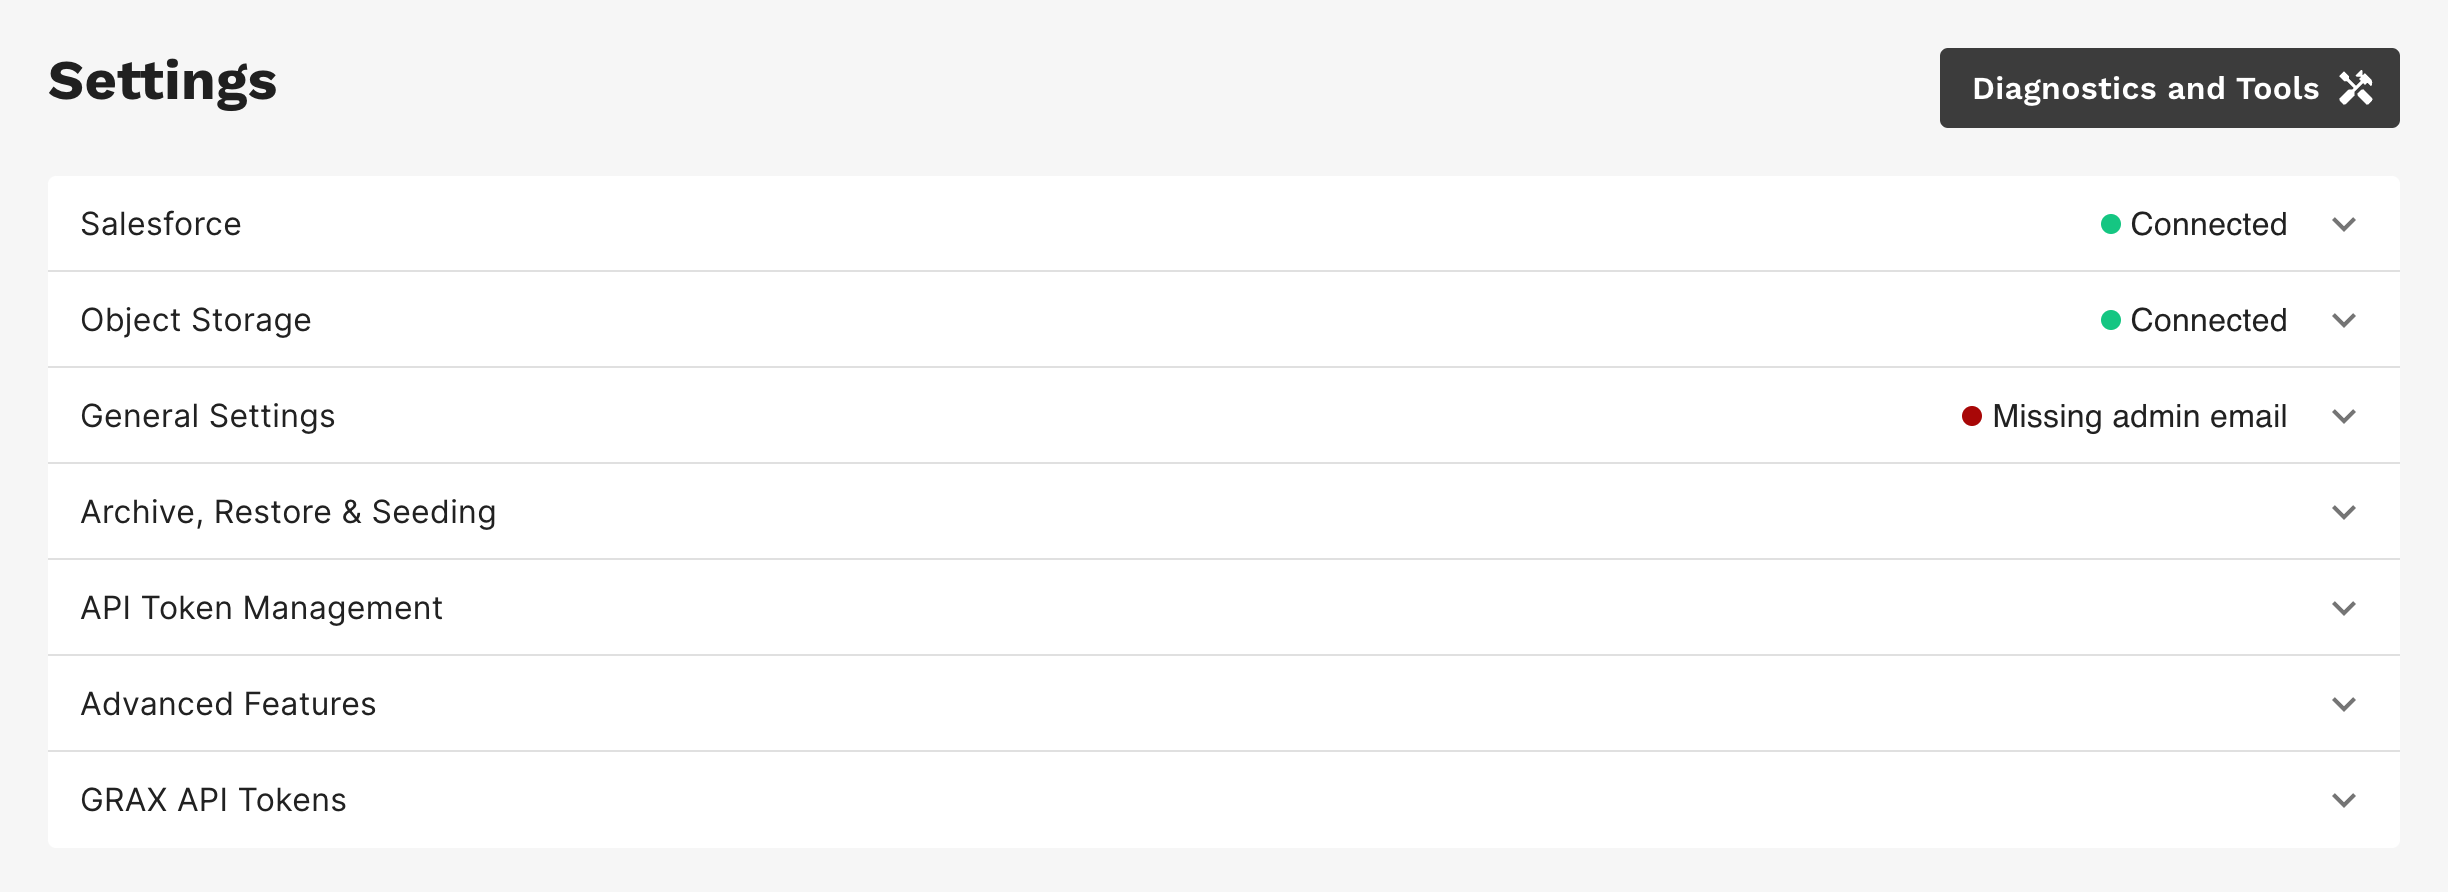 Settings
Diagnostics and Tools
Salesforce
Connected
Object Storage
Connected
General Settings
Missing admin email
Archive, Restore & Seeding
API Token Management
Advanced Features
GRAX API Tokens